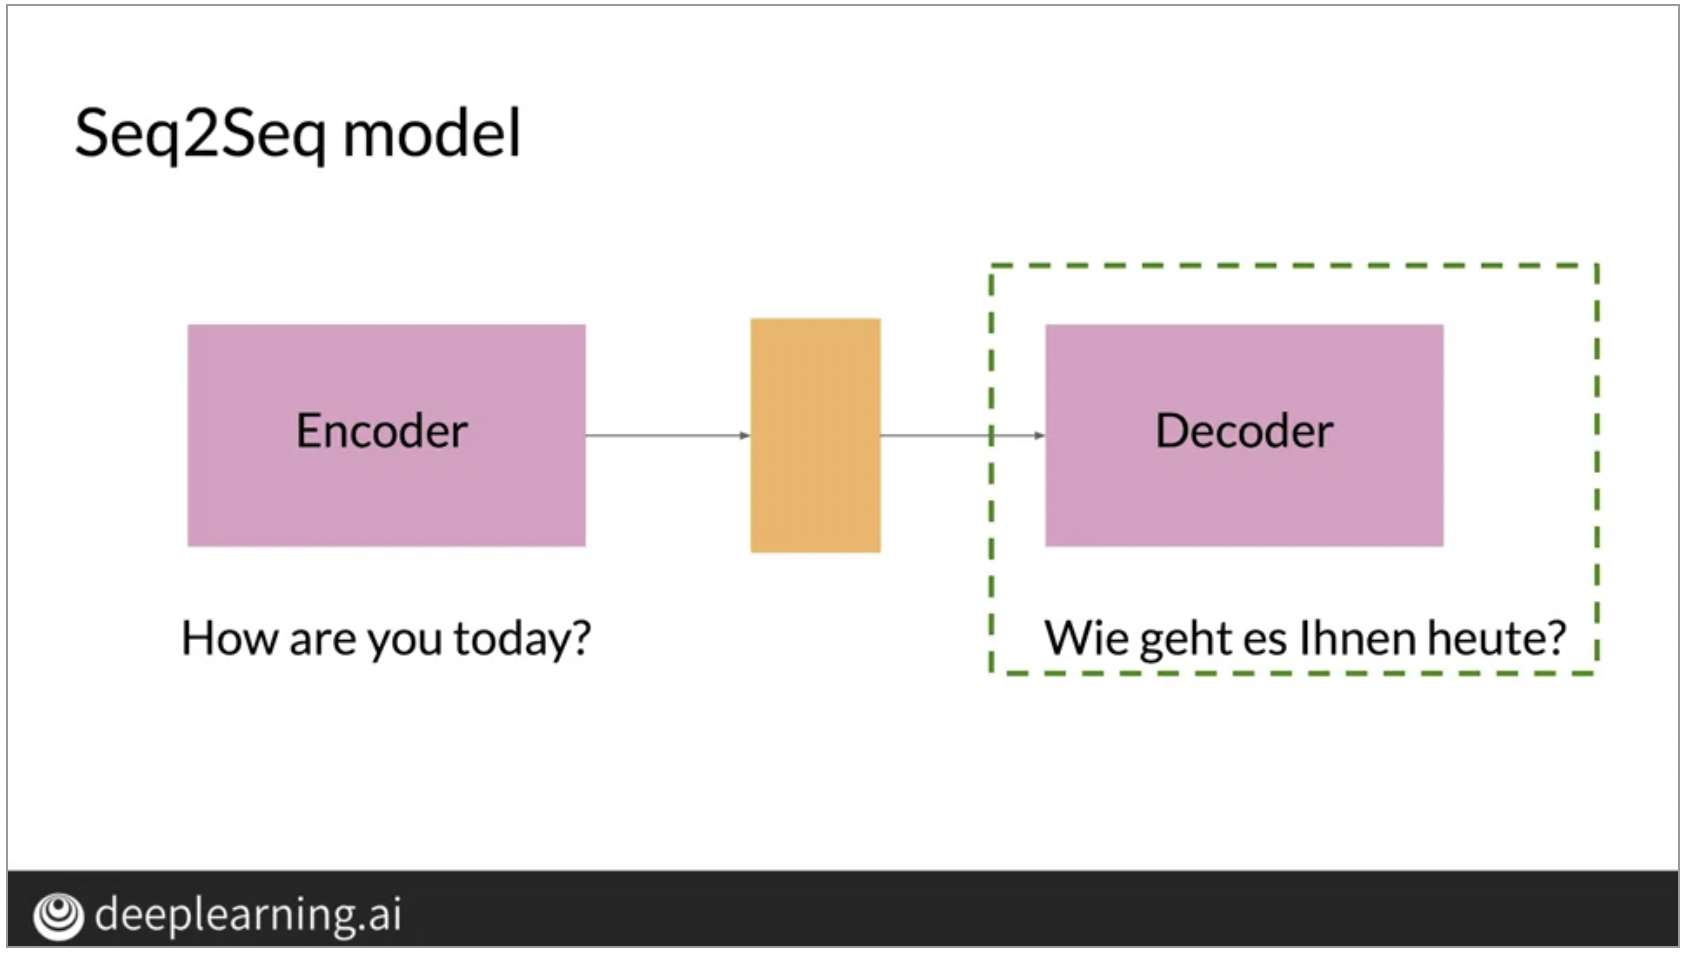 Seq2Seq model
Encoder
Decoder
How are you today?
Wie geht es Ihnen heute?
deeplearning.ai